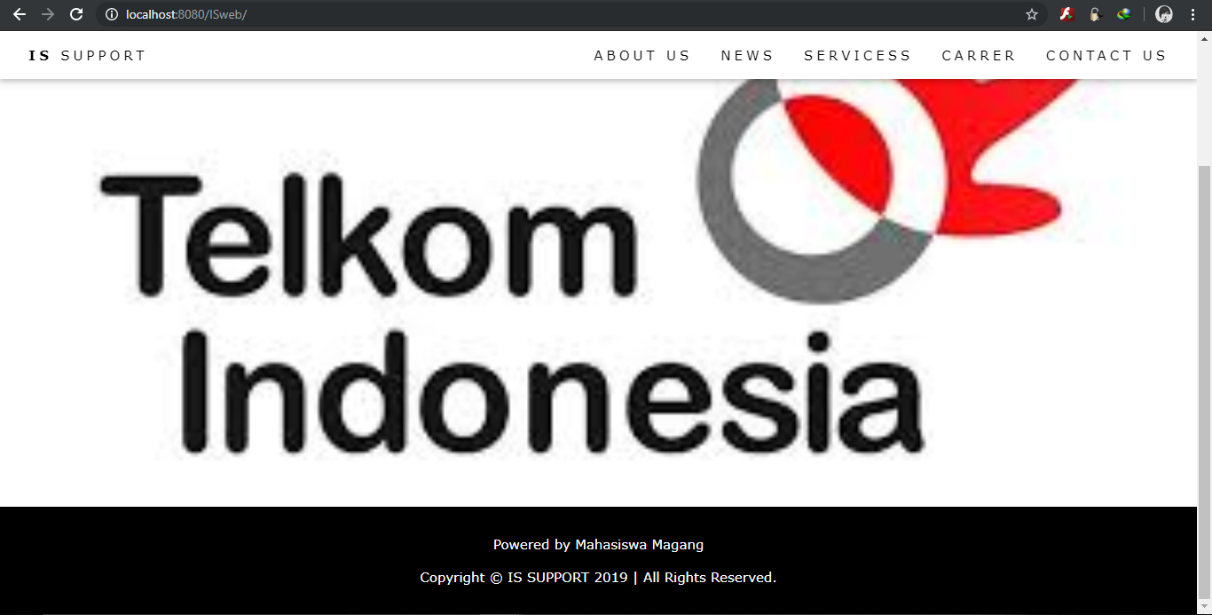 localhost:8080/ISweb/
IS SUPPORT ABOUT US NEWS SERVICESS CARRER CONTACT US
Telkom
Indonesia
Powered by Mahasiswa Magang
Copyright © IS SUPPORT 2019 | All Rights Reserved.